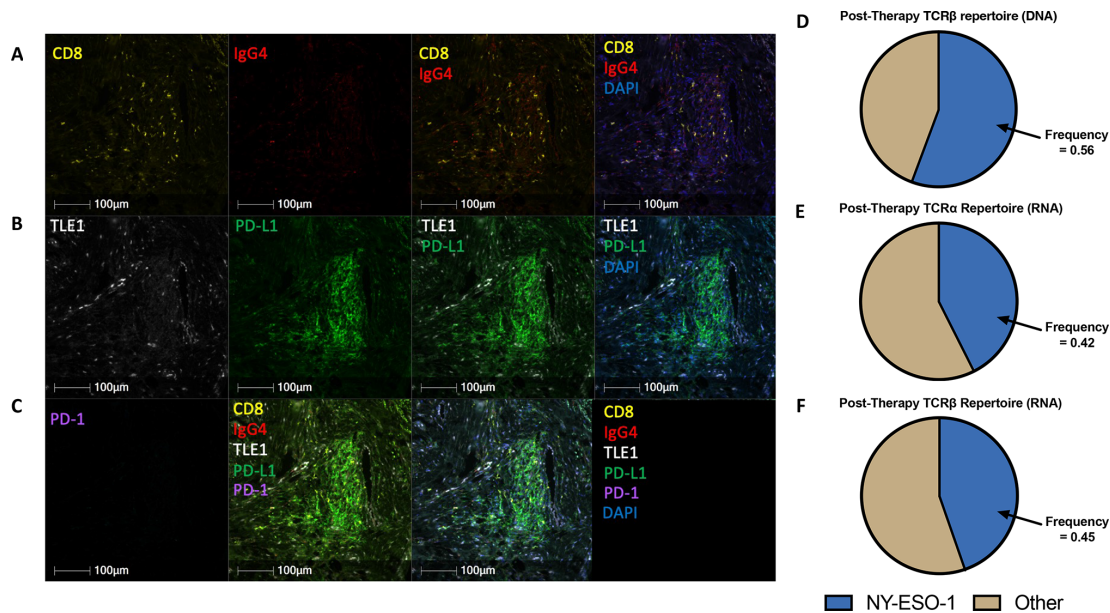 A
CD8
IgG4
CD8
IgG4
CD8
IgG4
DAPI
100μm
100μm
100μm
100μm
B
TLE1
PD-L1
TLE1
PD-L1
TLE1
PD-L1
DAPI
100μm
100μm
100μm
100μm
C
PD-1
CD8
IgG4
TLE1
PD-L1
PD-1
CD8
IgG4
TLE1
PD-L1
PD-1
DAPI
100μm
100μm
100μm
D
Post-Therapy TCRβ repertoire (DNA)
Frequency
= 0.56
E
Post-Therapy TCRα Repertoire (RNA)
Frequency
= 0.42
F
Post-Therapy TCRβ Repertoire (RNA)
Frequency
= 0.45
NY-ESO-1
Other